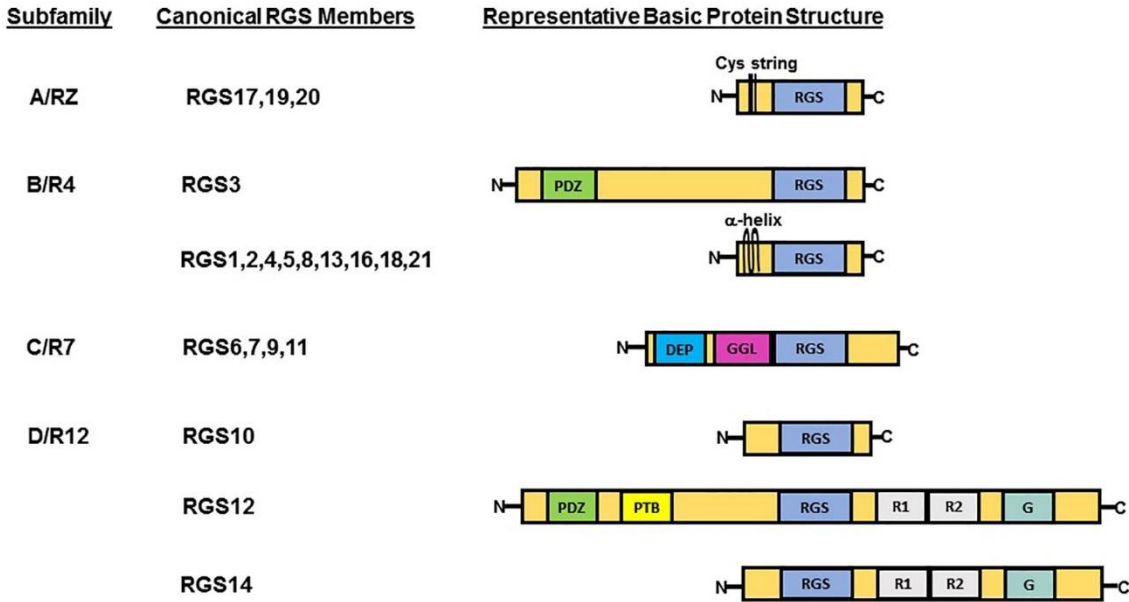 Subfamily Canonical RGS Members Representative Basic Protein Structure
Cys string
A/RZ RGS17,19,20 N RGS C
B/R4 RGS3 N PDZ RGS C
α-helix
RGS1,2,4,5,8,13,16,18,21 N RGS C
C/R7 RGS6,7,9,11 N DEP GGL RGS C
D/R12 RGS10 N RGS C
RGS12 N PDZ PTB RGS R1 R2 G C
RGS14 N RGS R1 R2 G C